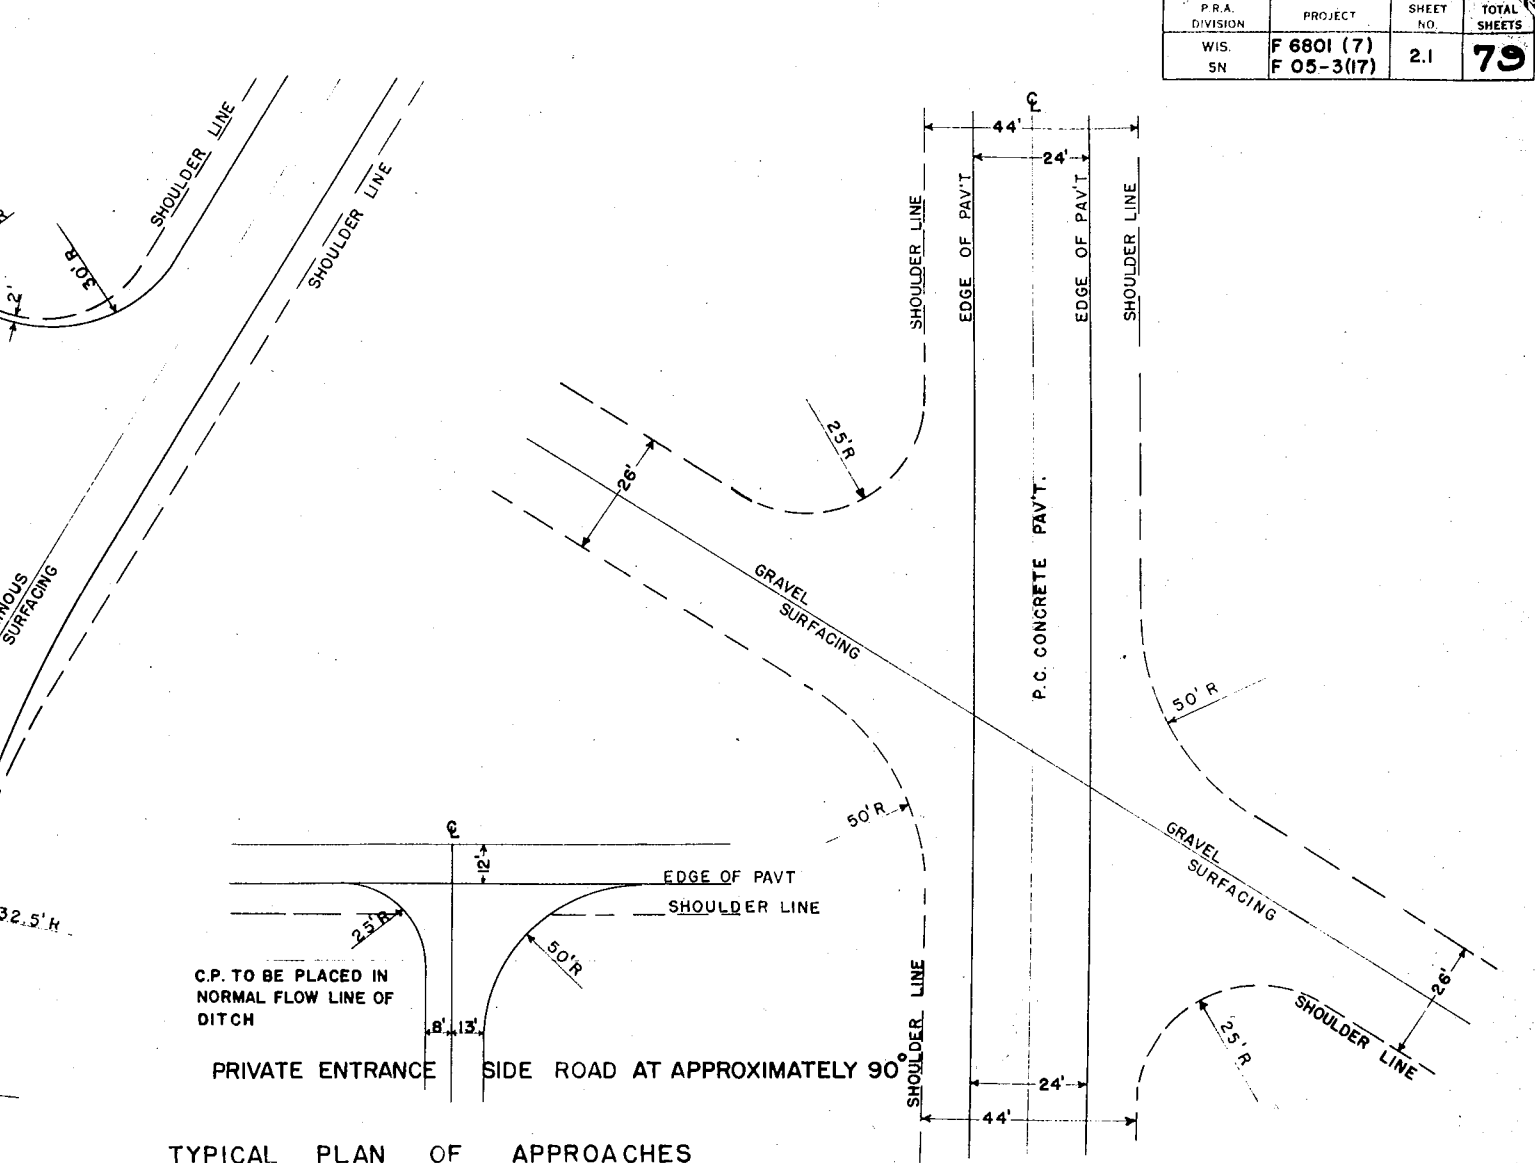 P.R.A. DIVISION
PROJECT
SHEET NO.
TOTAL SHEETS
WIS. 5N
F 6801 (7)
F 05-3(17)
2.1
79
℄
44'
24'
SHOULDER LINE
SHOULDER LINE
SHOULDER LINE
EDGE OF PAV'T
EDGE OF PAV'T
SHOULDER LINE
30'R
2'
25'R
26'
P.C. CONCRETE PAV'T.
GRAVEL
SURFACING
SURFACING
50'R
50'R
GRAVEL
SURFACING
℄
12'
EDGE OF PAVT
SHOULDER LINE
25'R
50'R
32.5'R
C.P. TO BE PLACED IN
NORMAL FLOW LINE OF
DITCH
8'
13'
PRIVATE ENTRANCE
SIDE ROAD AT APPROXIMATELY 90°
SHOULDER LINE
26'
SHOULDER LINE
25'R
24'
44'
TYPICAL PLAN OF APPROACHES